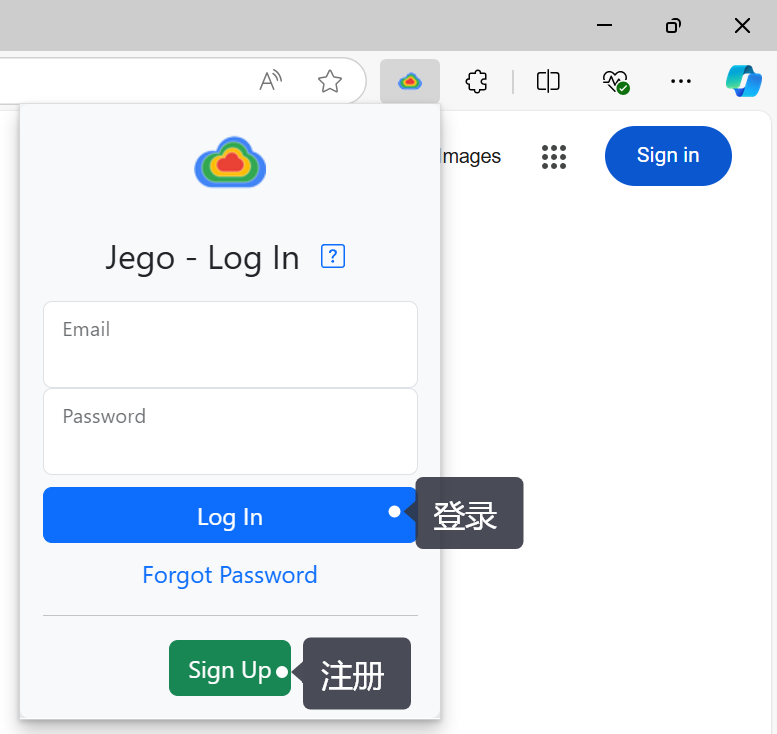 Images
Sign in
Jego - Log In
Email
Password
Log In
登录
Forgot Password
Sign Up
注册